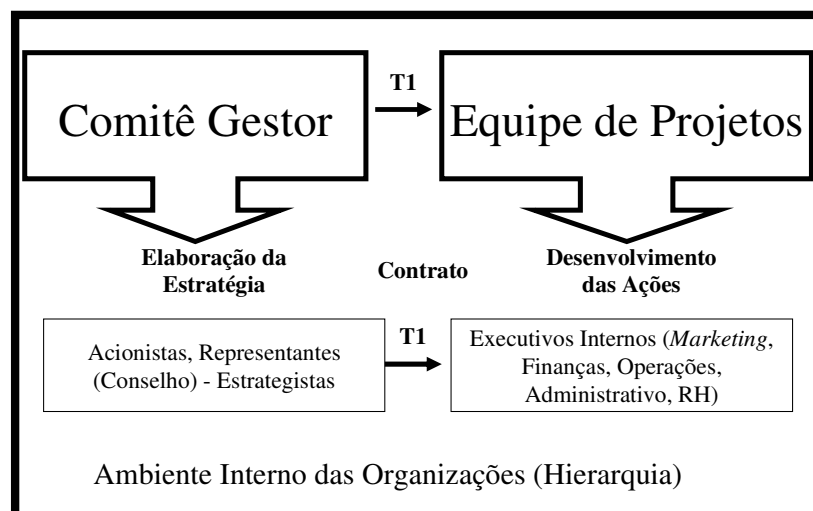 T1
Comitê Gestor
Equipe de Projetos
Elaboração da
Estratégia
Contrato
Desenvolvimento
das Ações
Acionistas, Representantes
(Conselho) - Estrategistas
T1
Executivos Internos (Marketing,
Finanças, Operações,
Administrativo, RH)
Ambiente Interno das Organizações (Hierarquia)